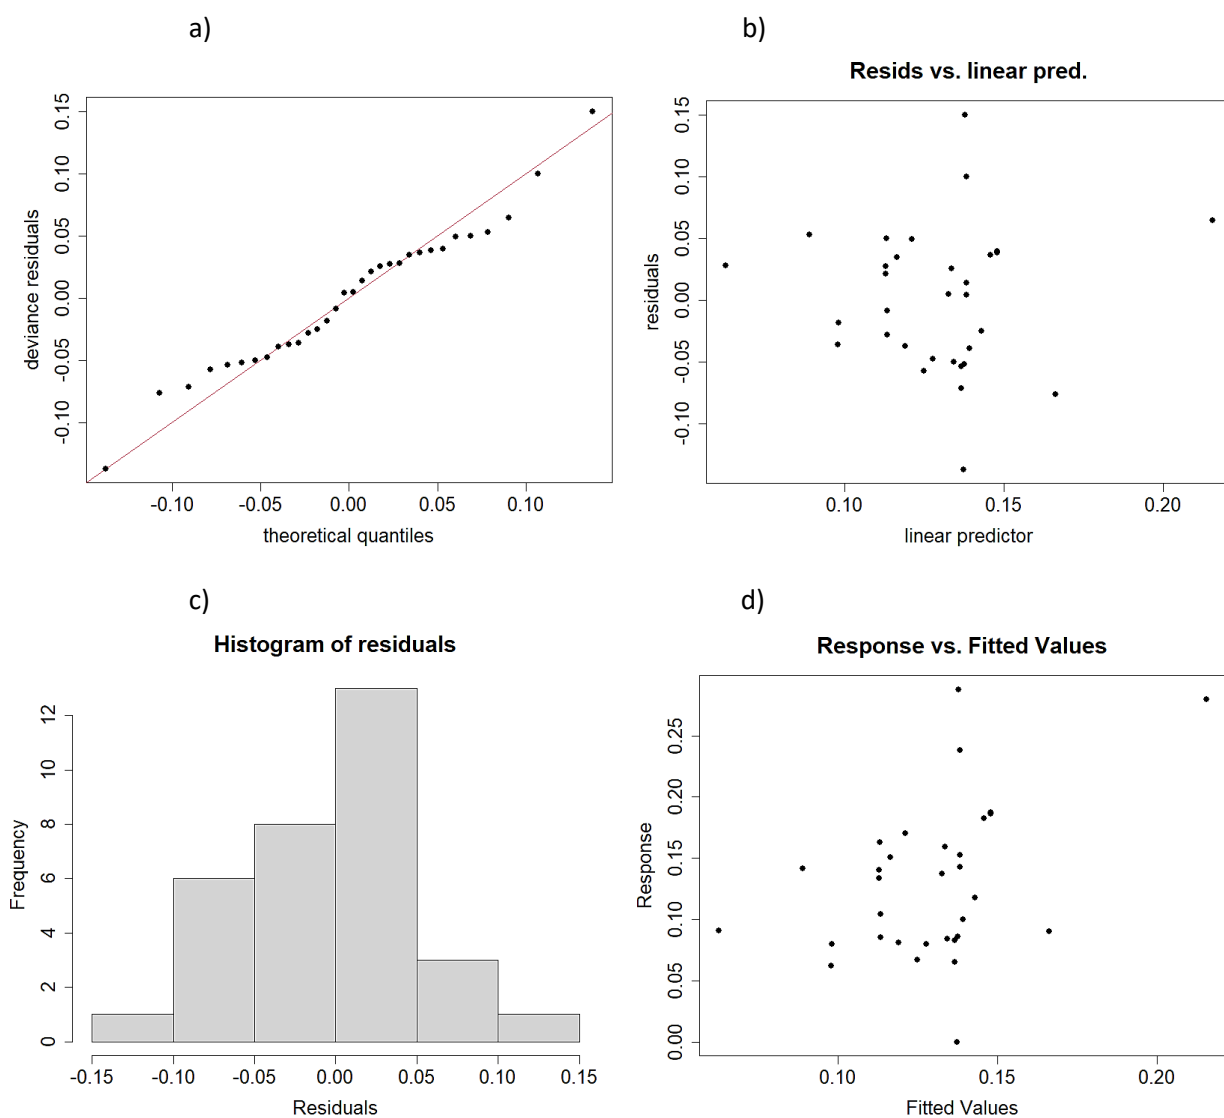 a)
deviance residuals
0.15
0.10
0.05
0.00
-0.05
-0.10
-0.10 -0.05 0.00 0.05 0.10
theoretical quantiles
b)
Resids vs. linear pred.
residuals
0.15
0.10
0.05
0.00
-0.05
-0.10
0.10 0.15 0.20
linear predictor
c)
Histogram of residuals
Frequency
12
10
8
6
4
2
0
-0.15 -0.10 -0.05 0.00 0.05 0.10 0.15
Residuals
d)
Response vs. Fitted Values
Response
0.25
0.20
0.15
0.10
0.05
0.00
0.10 0.15 0.20
Fitted Values